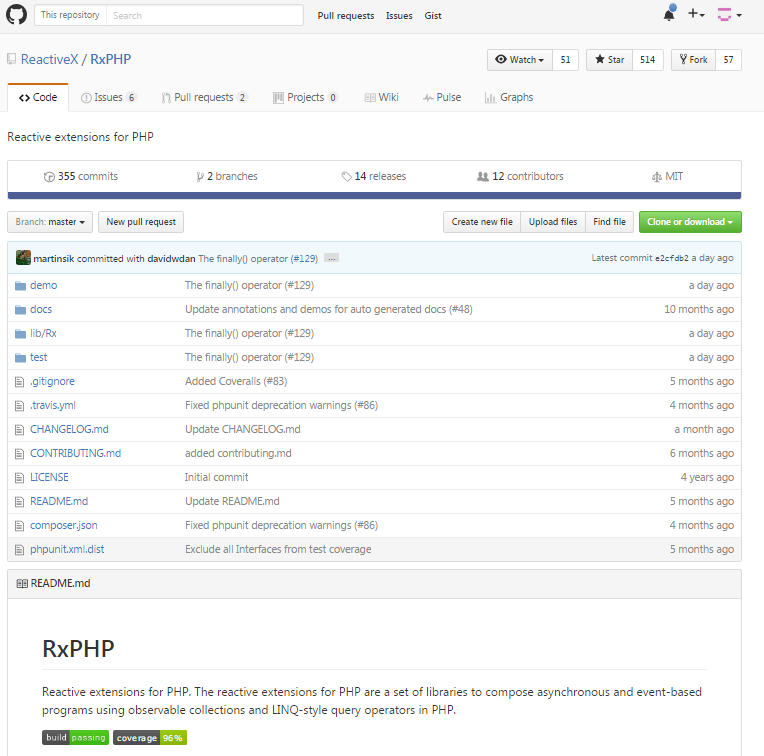 This repository Search Pull requests Issues Gist
ReactiveX / RxPHP Watch 51 Star 514 Fork 57
Code Issues 6 Pull requests 2 Projects 0 Wiki Pulse Graphs
Reactive extensions for PHP
355 commits 2 branches 14 releases 12 contributors MIT
Branch: master New pull request Create new file Upload files Find file Clone or download
martinsik committed with davidwdan The finally() operator (#129) ... Latest commit e2cfdb2 a day ago
demo The finally() operator (#129) a day ago
docs Update annotations and demos for auto generated docs (#48) 10 months ago
lib/Rx The finally() operator (#129) a day ago
test The finally() operator (#129) a day ago
.gitignore Added Coveralls (#83) 5 months ago
.travis.yml Fixed phpunit deprecation warnings (#86) 4 months ago
CHANGELOG.md Update CHANGELOG.md a month ago
CONTRIBUTING.md added contributing.md 6 months ago
LICENSE Initial commit 4 years ago
README.md Update README.md 5 months ago
composer.json Fixed phpunit deprecation warnings (#86) 4 months ago
phpunit.xml.dist Exclude all Interfaces from test coverage 5 months ago
README.md
RxPHP
Reactive extensions for PHP. The reactive extensions for PHP are a set of libraries to compose asynchronous and event-based
programs using observable collections and LINQ-style query operators in PHP.
build passing coverage 96%